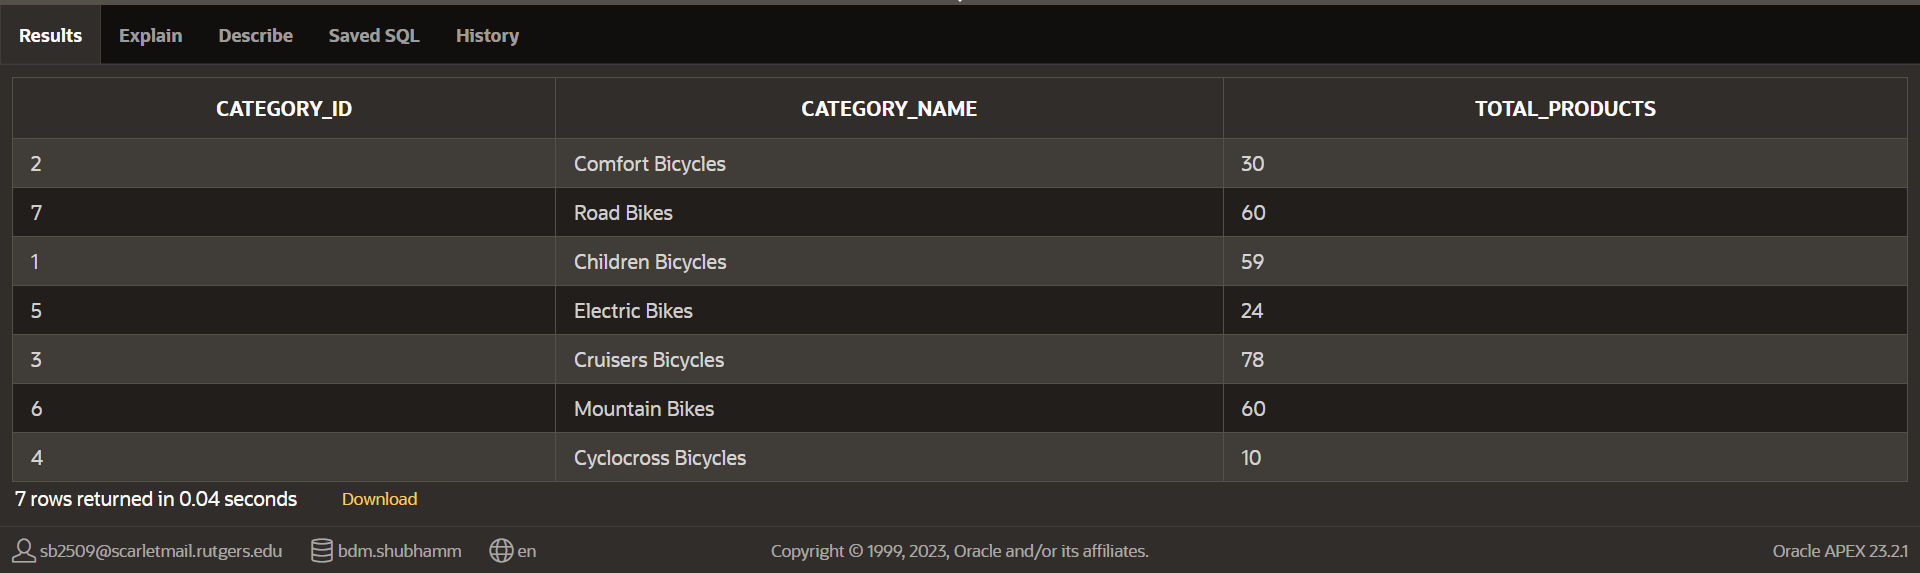 Results Explain Describe Saved SQL History
CATEGORY_ID CATEGORY_NAME TOTAL_PRODUCTS
2 Comfort Bicycles 30
7 Road Bikes 60
1 Children Bicycles 59
5 Electric Bikes 24
3 Cruisers Bicycles 78
6 Mountain Bikes 60
4 Cyclocross Bicycles 10
7 rows returned in 0.04 seconds Download
sb2509@scarletmail.rutgers.edu bdm.shubhamm en Copyright © 1999, 2023, Oracle and/or its affiliates. Oracle APEX 23.2.1